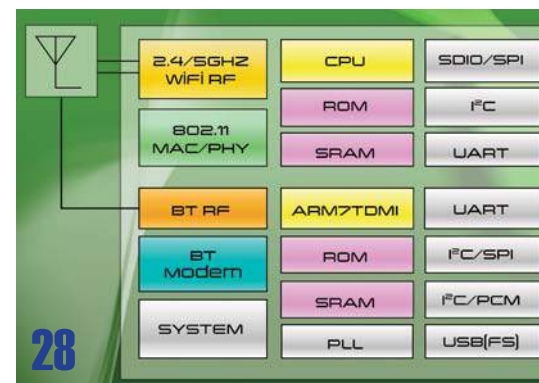 2.4/5GHZ
WiFi RF
CPU
SDIO/SPI
802.11
MAC/PHY
ROM
I²C
SRAM
UART
BT RF
ARM7TDMI
UART
BT
Modem
ROM
I²C/SPI
SRAM
I²C/PCM
SYSTEM
PLL
USB(FS)
28